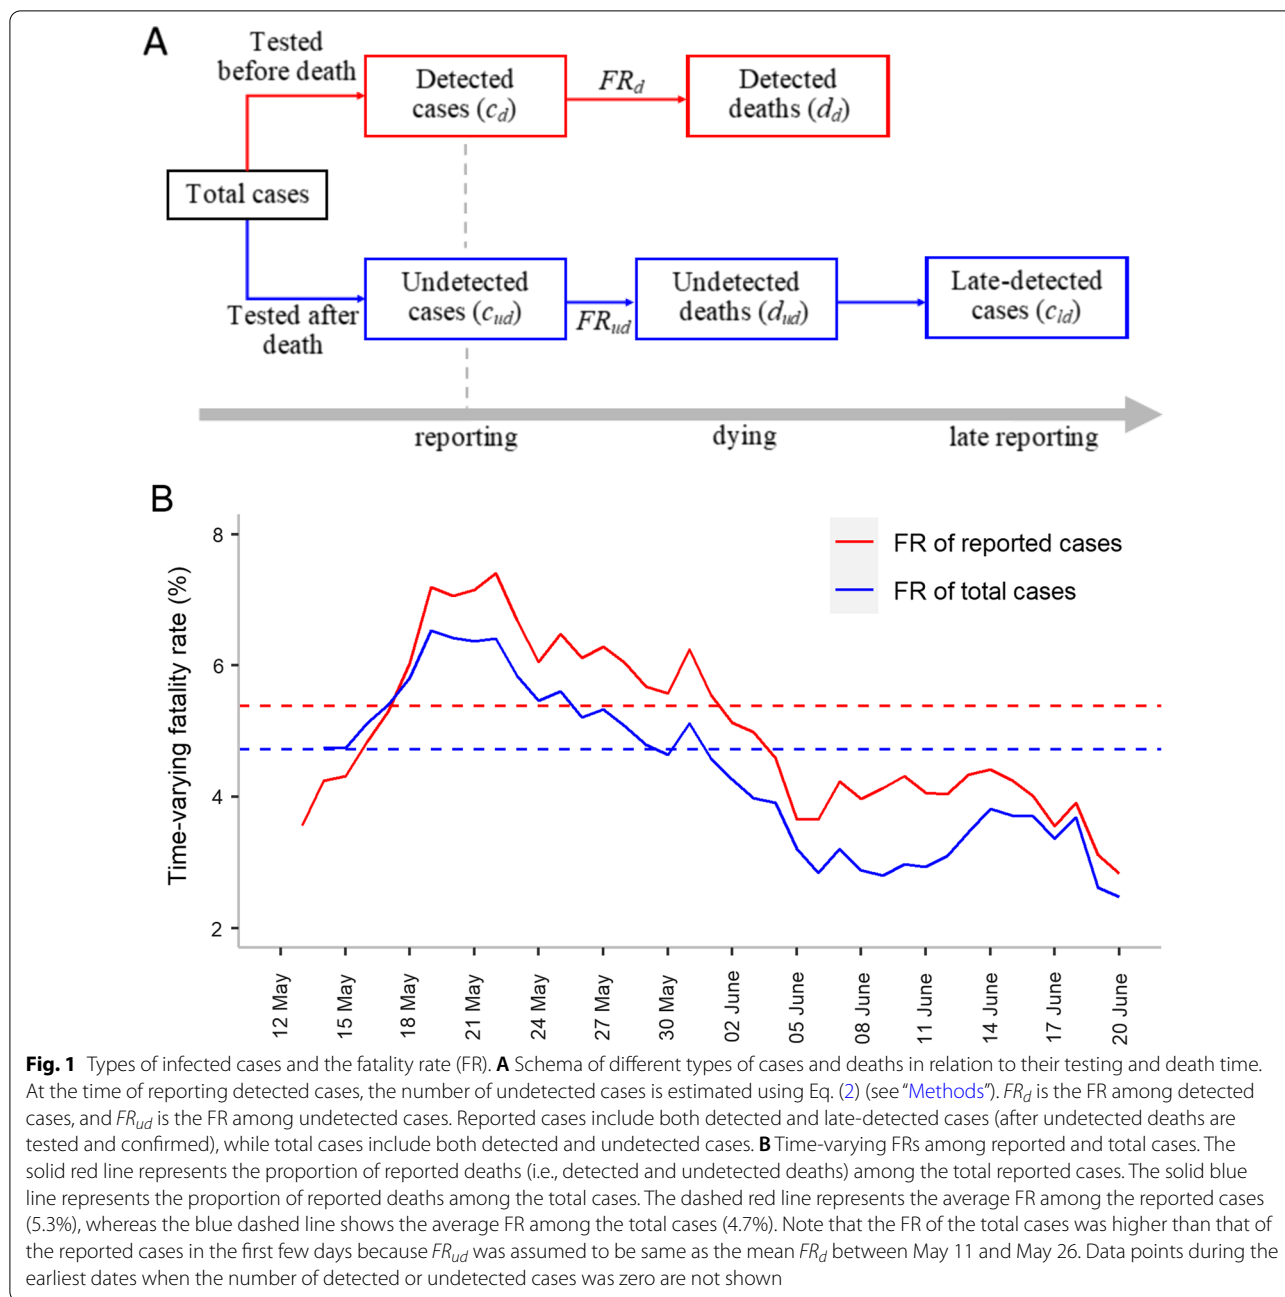 A
Tested
before death
Detected
cases (cd)
FRd
Detected
deaths (dd)
Total cases
Tested after
death
Undetected
cases (cud)
FRud
Undetected
deaths (dud)
Late-detected
cases (cld)
reporting
dying
late reporting
B
Time-varying fatality rate (%)
8
6
4
2
FR of reported cases
FR of total cases
12 May
15 May
18 May
21 May
24 May
27 May
30 May
02 June
05 June
08 June
11 June
14 June
17 June
20 June
Fig. 1 Types of infected cases and the fatality rate (FR). A Schema of different types of cases and deaths in relation to their testing and death time.
At the time of reporting detected cases, the number of undetected cases is estimated using Eq. (2) (see “Methods”). FRd is the FR among detected
cases, and FRud is the FR among undetected cases. Reported cases include both detected and late-detected cases (after undetected deaths are
tested and confirmed), while total cases include both detected and undetected cases. B Time-varying FRs among reported and total cases. The
solid red line represents the proportion of reported deaths (i.e., detected and undetected deaths) among the total reported cases. The solid blue
line represents the proportion of reported deaths among the total cases. The dashed red line represents the average FR among the reported cases
(5.3%), whereas the blue dashed line shows the average FR among the total cases (4.7%). Note that the FR of the total cases was higher than that of
the reported cases in the first few days because FRud was assumed to be same as the mean FRd between May 11 and May 26. Data points during the
earliest dates when the number of detected or undetected cases was zero are not shown